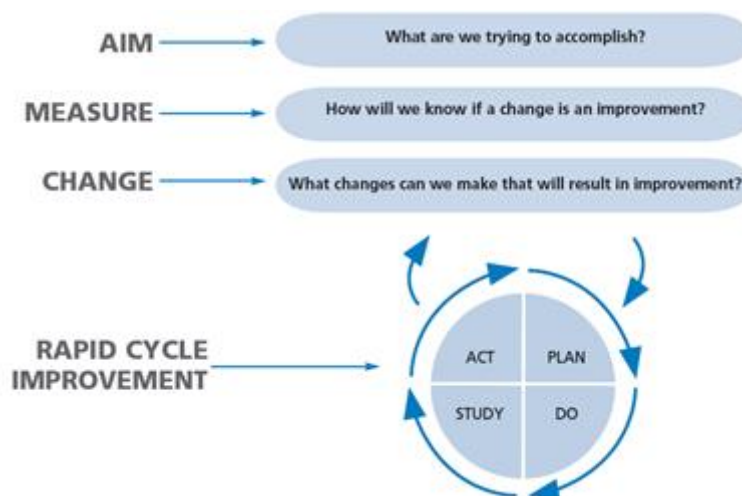 AIM
What are we trying to accomplish?
MEASURE
How will we know if a change is an improvement?
CHANGE
What changes can we make that will result in improvement?
RAPID CYCLE
IMPROVEMENT
ACT
PLAN
STUDY
DO